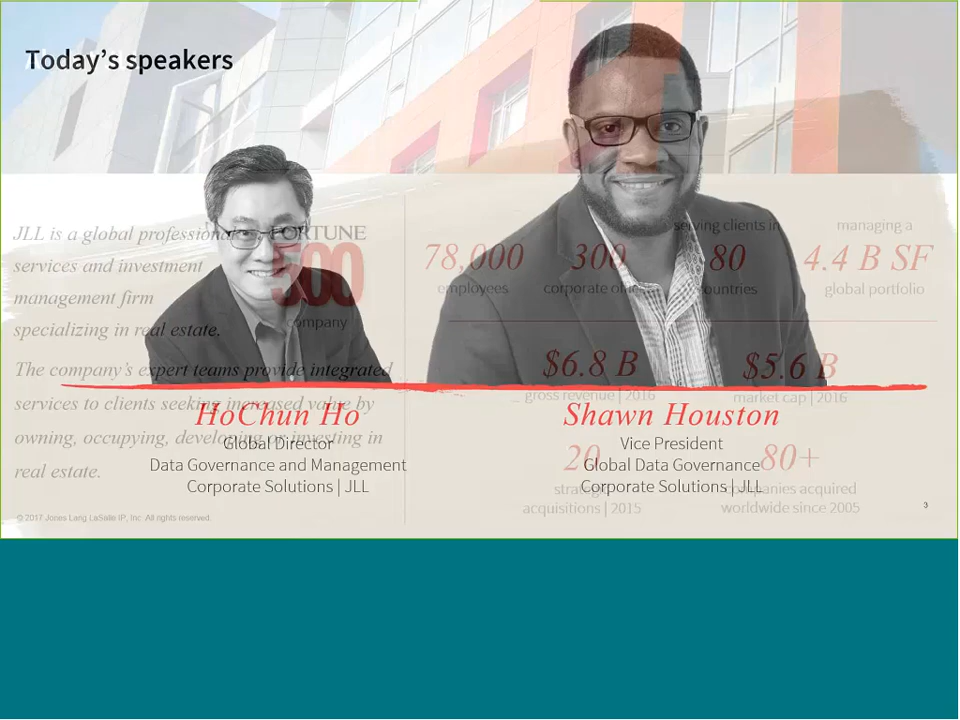 Today's speakers
JLL is a global professional
services and investment
management firm
specializing in real estate.
The company's expert teams provide integrated
services to clients seeking increased value by
owning, occupying, developing or investing in
real estate.
FORTUNE
500
company
78,000
employees
300
corporate offices
serving clients in
80
countries
managing a
4.4 B SF
global portfolio
$6.8 B
gross revenue | 2016
$5.6 B
market cap | 2016
20
strategic
acquisitions | 2015
80+
companies acquired
worldwide since 2005
HoChun Ho
Global Director
Data Governance and Management
Corporate Solutions | JLL
Shawn Houston
Vice President
Global Data Governance
Corporate Solutions | JLL
© 2017 Jones Lang LaSalle IP, Inc. All rights reserved.
3